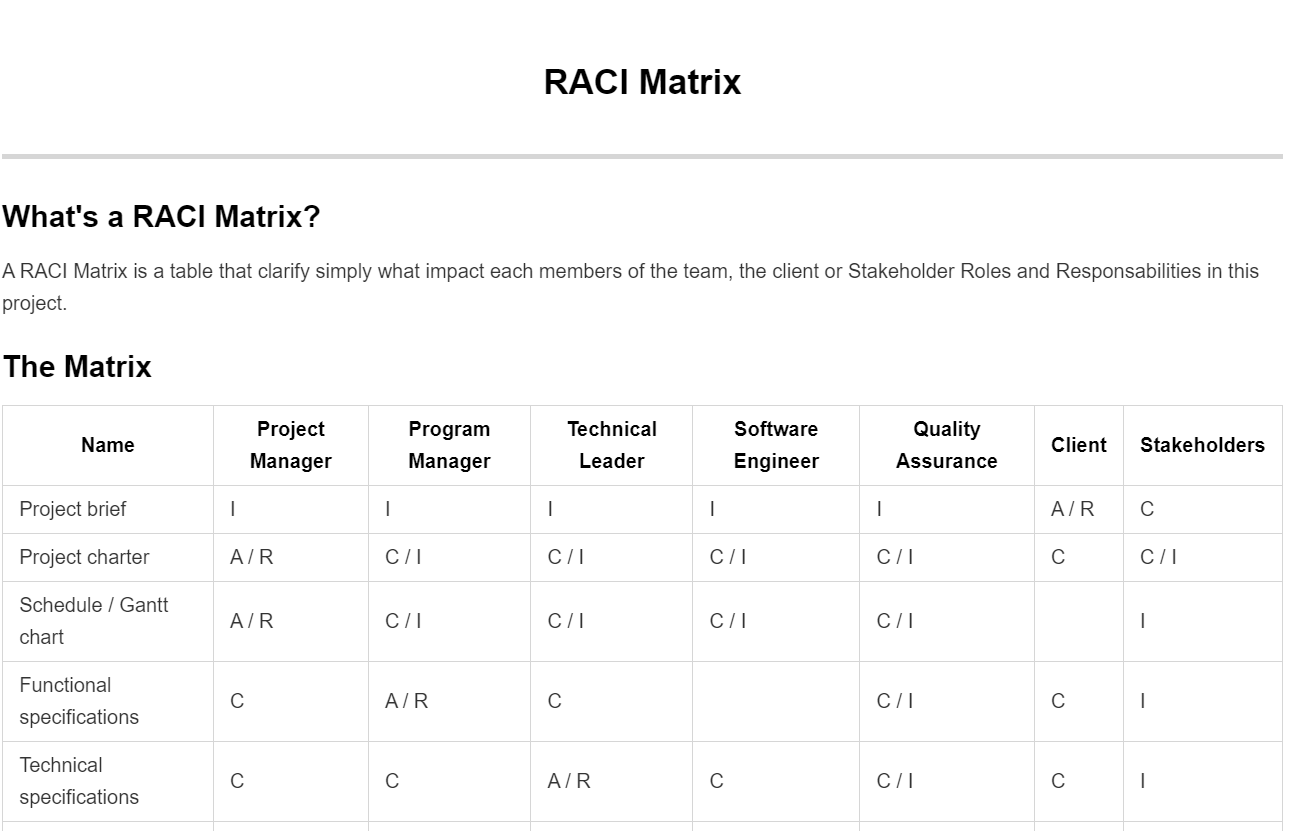 RACI Matrix
What's a RACI Matrix?
A RACI Matrix is a table that clarify simply what impact each members of the team, the client or Stakeholder Roles and Responsabilities in this
project.
The Matrix
Name Project Manager Program Manager Technical Leader Software Engineer Quality Assurance Client Stakeholders
Project brief I I I I I A / R C
Project charter A / R C / I C / I C / I C / I C C / I
Schedule / Gantt chart A / R C / I C / I C / I C / I I
Functional specifications C A / R C C / I C I
Technical specifications C C A / R C C / I C I